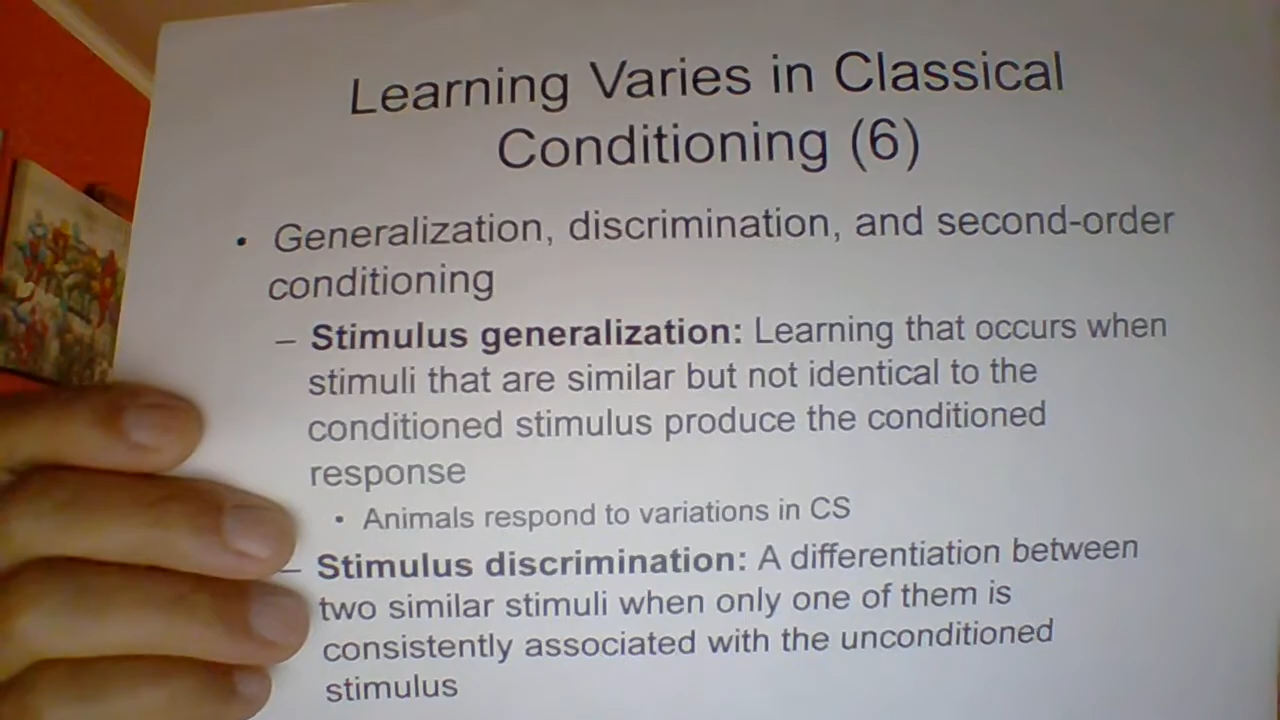 Learning Varies in Classical
Conditioning (6)
• Generalization, discrimination, and second-order
conditioning
– Stimulus generalization: Learning that occurs when
stimuli that are similar but not identical to the
conditioned stimulus produce the conditioned
response
• Animals respond to variations in CS
– Stimulus discrimination: A differentiation between
two similar stimuli when only one of them is
consistently associated with the unconditioned
stimulus